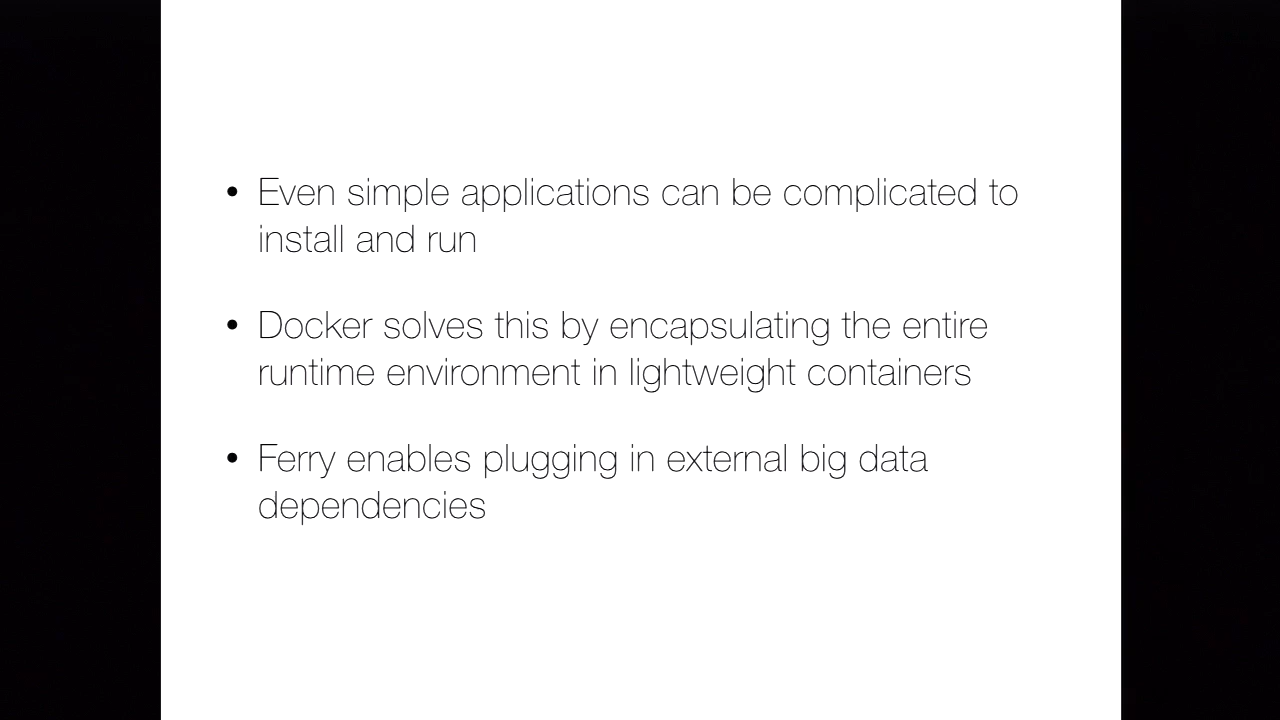 • Even simple applications can be complicated to
install and run
• Docker solves this by encapsulating the entire
runtime environment in lightweight containers
• Ferry enables plugging in external big data
dependencies